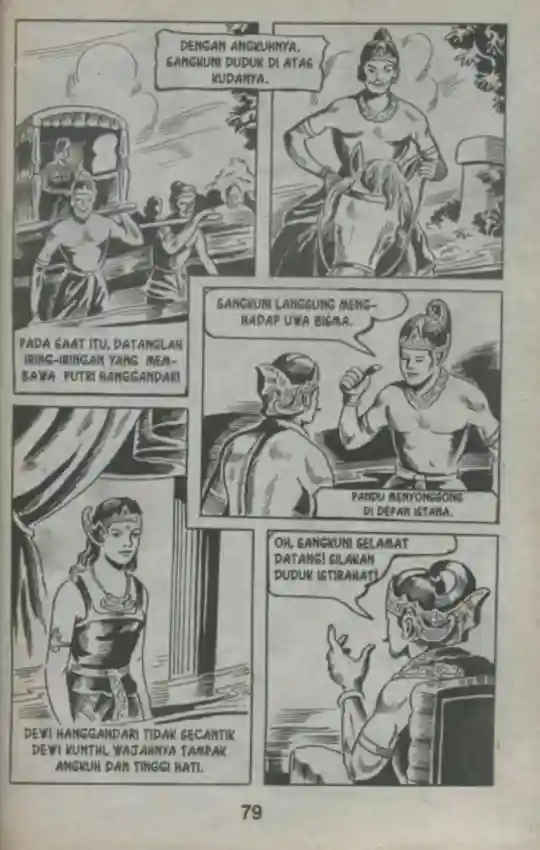 DENGAN ANGKUHNYA,
SANGKUNI DUDUK DI ATAS
KUDANYA.
PADA SAAT ITU, DATANGLAH
IRING-IRINGAN YANG MEM-
BAWA PUTRI HANGGANDARI
SANGKUNI LANGSUNG MENG-
HADAP UWA BISMA.
PANDU MENYONGSONG
DI DEPAN ISTANA.
DEWI HANGGANDARI TIDAK SECANTIK
DEWI KUNTHI. WAJAHNYA TAMPAK
ANGKUH DAN TINGGI HATI.
OH, SANGKUNI SELAMAT
DATANG! SILAKAN
DUDUK ISTIRAHAT!
79